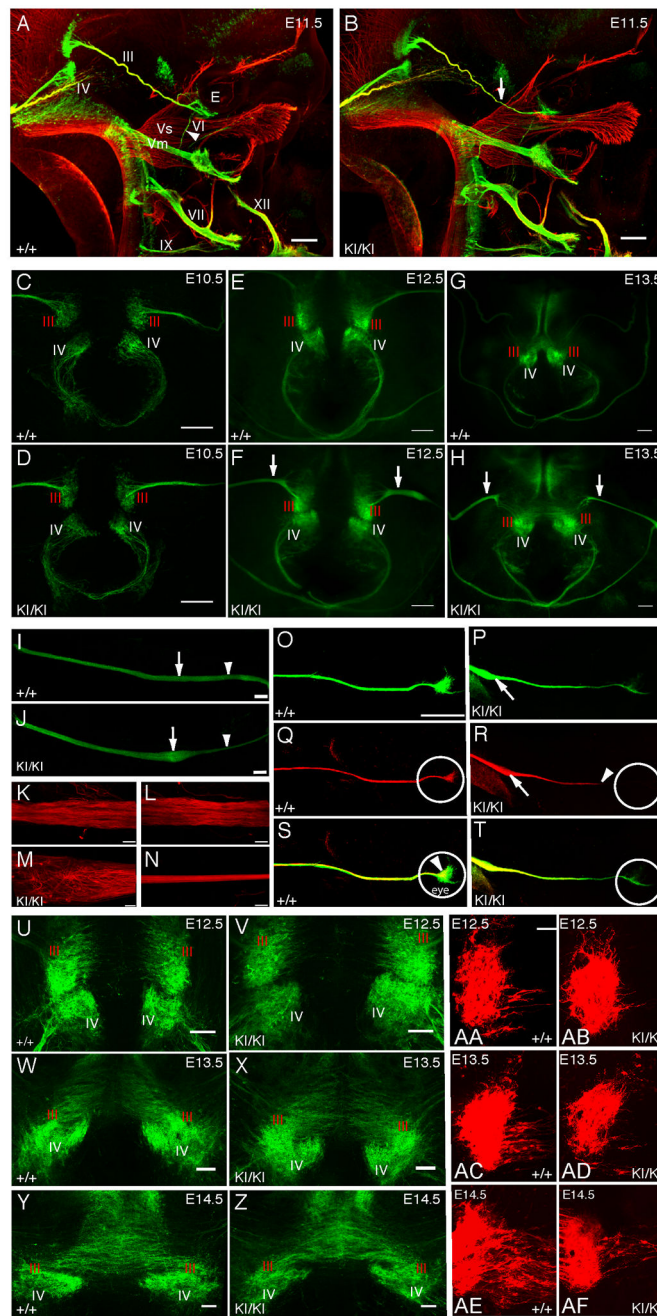 A E11.5
III
IV
E
Vs VI
Vm
XII
VII
+/+ IX
B E11.5
KI/KI
C E10.5
III III
IV IV
+/+
E E12.5
III III
IV IV
+/+
G E13.5
III III
IV IV
+/+
D E10.5
III III
IV IV
KI/KI
F E12.5
III III
IV IV
KI/KI
H E13.5
III III
IV IV
KI/KI
I
+/+
J
KI/KI
K L
+/+
M N
KI/KI
O
+/+
P
KI/KI
Q
+/+
R
KI/KI
S
+/+ eye
T
KI/KI
U E12.5
III III
IV IV
+/+
V E12.5
III III
IV IV
KI/KI
E12.5
AA +/+
E12.5
AB KI/KI
W E13.5
III III
IV IV
+/+
X E13.5
III III
IV IV
KI/KI
E13.5
AC +/+
E13.5
AD KI/KI
Y E14.5
III III
IV IV
+/+
Z E14.5
III III
IV IV
KI/KI
E14.5
AE +/+
E14.5
AF KI/KI